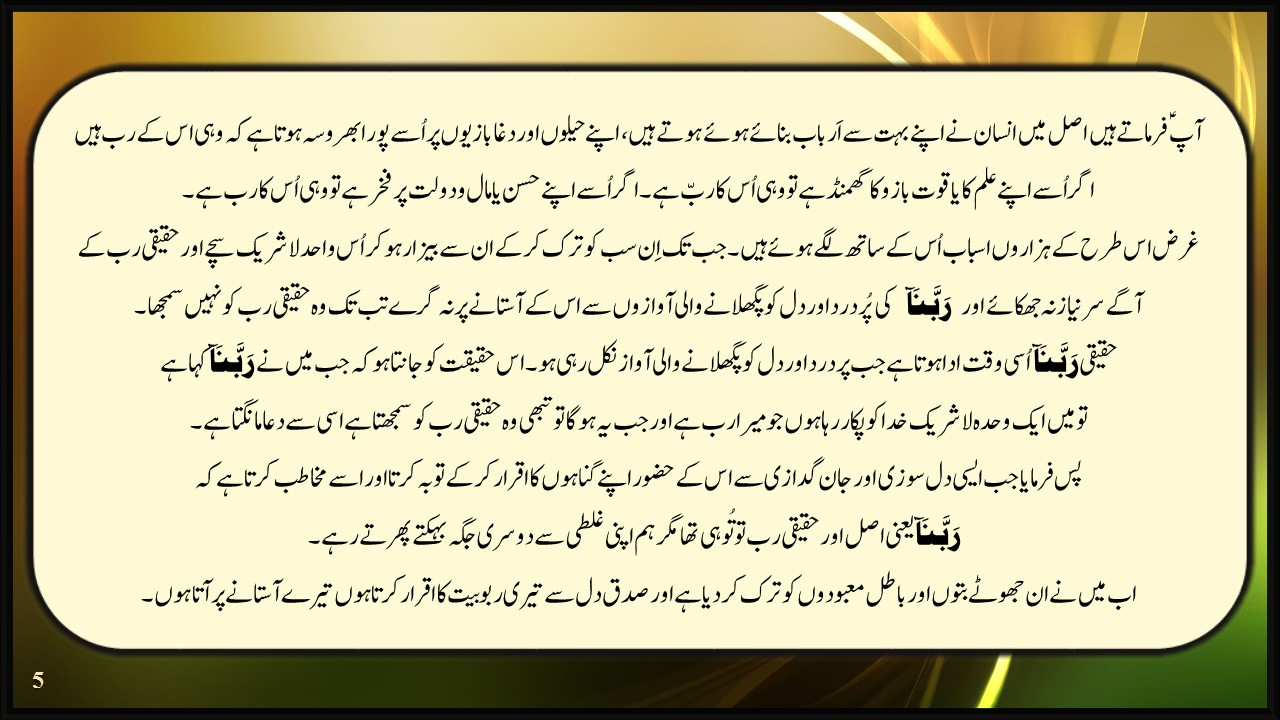 آپؑ فرماتے ہیں اصل میں انسان نے اپنے بہت سے اَرباب بنائے ہوئے ہوتے ہیں، اپنے حیلوں اور دغا بازیوں پر اُسے پورا بھروسہ ہوتا ہے کہ وہی اس کے رب ہیں
اگر اُسے اپنے علم کا یا قوت بازو کا گھمنڈ ہے تو وہی اُس کا ربّ ہے۔ اگر اُسے اپنے حسن یا مال و دولت پر فخر ہے تو وہی اُس کا رب ہے۔
غرض اس طرح کے ہزاروں اسباب اُس کے ساتھ لگے ہوئے ہیں۔ جب تک اِن سب کو ترک کرکے ان سے بیزار ہو کر اُس واحد لاشریک سچے اور حقیقی رب کے
آگے سر نیاز نہ جھکائے اور رَبَّنَآ کی پُر درد اور دل کو پگھلانے والی آوازوں سے اس کے آستانے پر نہ گرے تب تک وہ حقیقی رب کو نہیں سمجھا۔
حقیقی رَبَّنَآ اُسی وقت ادا ہوتا ہے جب پر درد اور دل کو پگھلانے والی آواز نکل رہی ہو۔ اس حقیقت کو جانتا ہو کہ جب میں نے رَبَّنَآ کہا ہے
تو میں ایک وحدہ لاشریک خدا کو پکار رہا ہوں جو میرا رب ہے اور جب یہ ہوگا تو تبھی وہ حقیقی رب کو سمجھتا ہے اسی سے دعا مانگتا ہے۔
پس فرمایا جب ایسی دل سوزی اور جان گدازی سے اس کے حضور اپنے گناہوں کا اقرار کرکے توبہ کرتا اور اسے مخاطب کرتا ہے کہ
رَبَّنَآ یعنی اصل اور حقیقی رب تو تُو ہی تھا مگر ہم اپنی غلطی سے دوسری جگہ بہکتے پھرتے رہے۔
اب میں نے ان جھوٹے بتوں اور باطل معبودوں کو ترک کر دیا ہے اور صدق دل سے تیری ربوبیت کا اقرار کرتا ہوں تیرے آستانے پر آتا ہوں۔
5